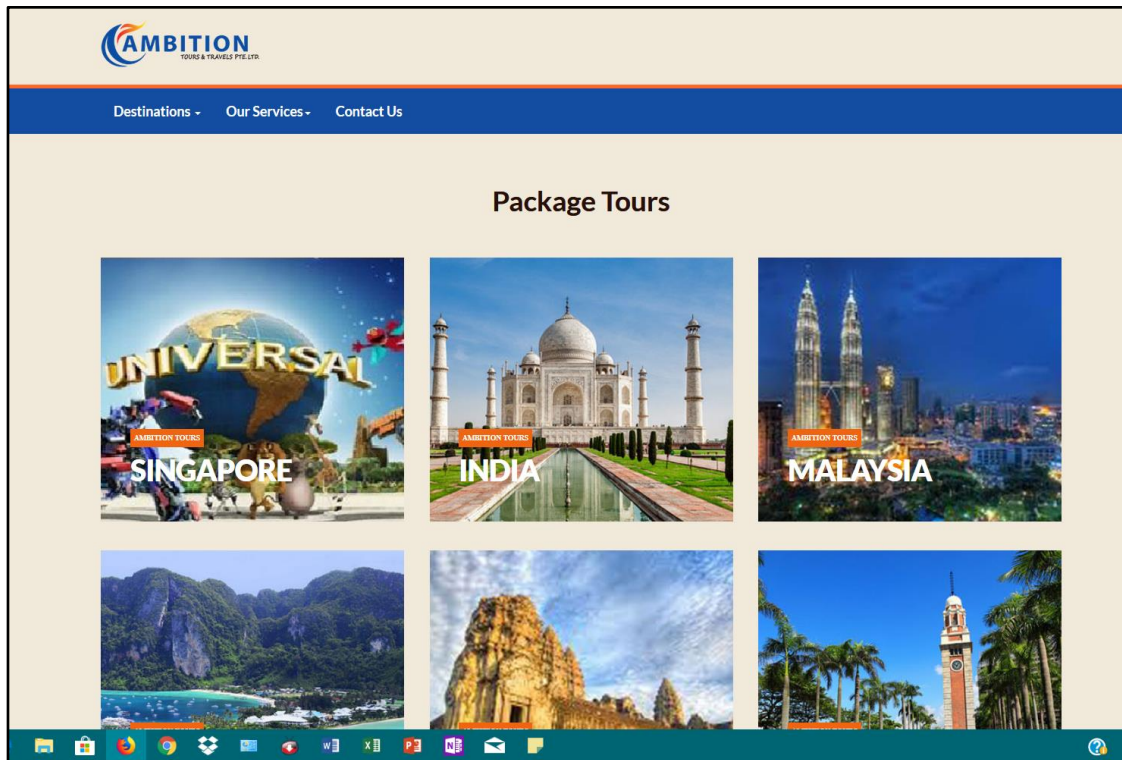 AMBITION
TOURS & TRAVELS PTE.LTD.
Destinations Our Services Contact Us
Package Tours
UNIVERSAL
AMBITION TOURS
SINGAPORE
AMBITION TOURS
INDIA
AMBITION TOURS
MALAYSIA